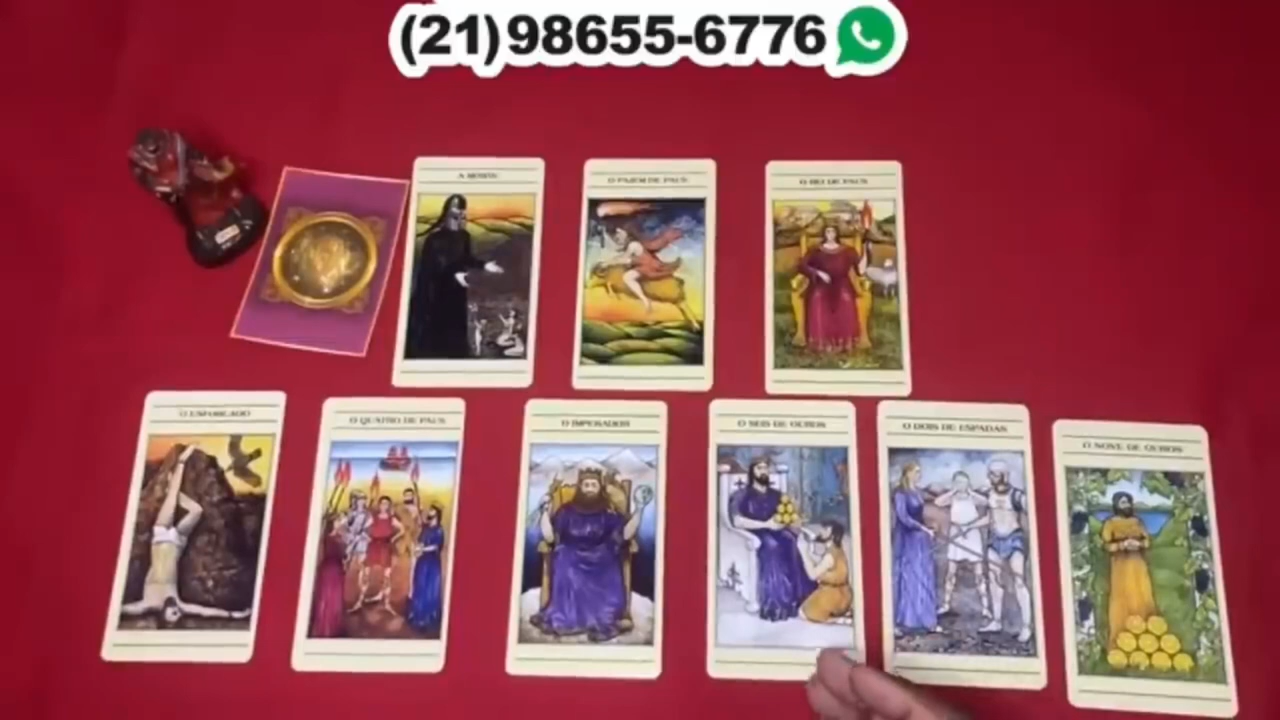 (21)98655-6776
A MORTE
O PAJEM DE PAUS
O REI DE PAUS
O ENFORCADO
O QUATRO DE PAUS
O IMPERADOR
O SEIS DE OUROS
O DOIS DE ESPADAS
O NOVE DE OUROS